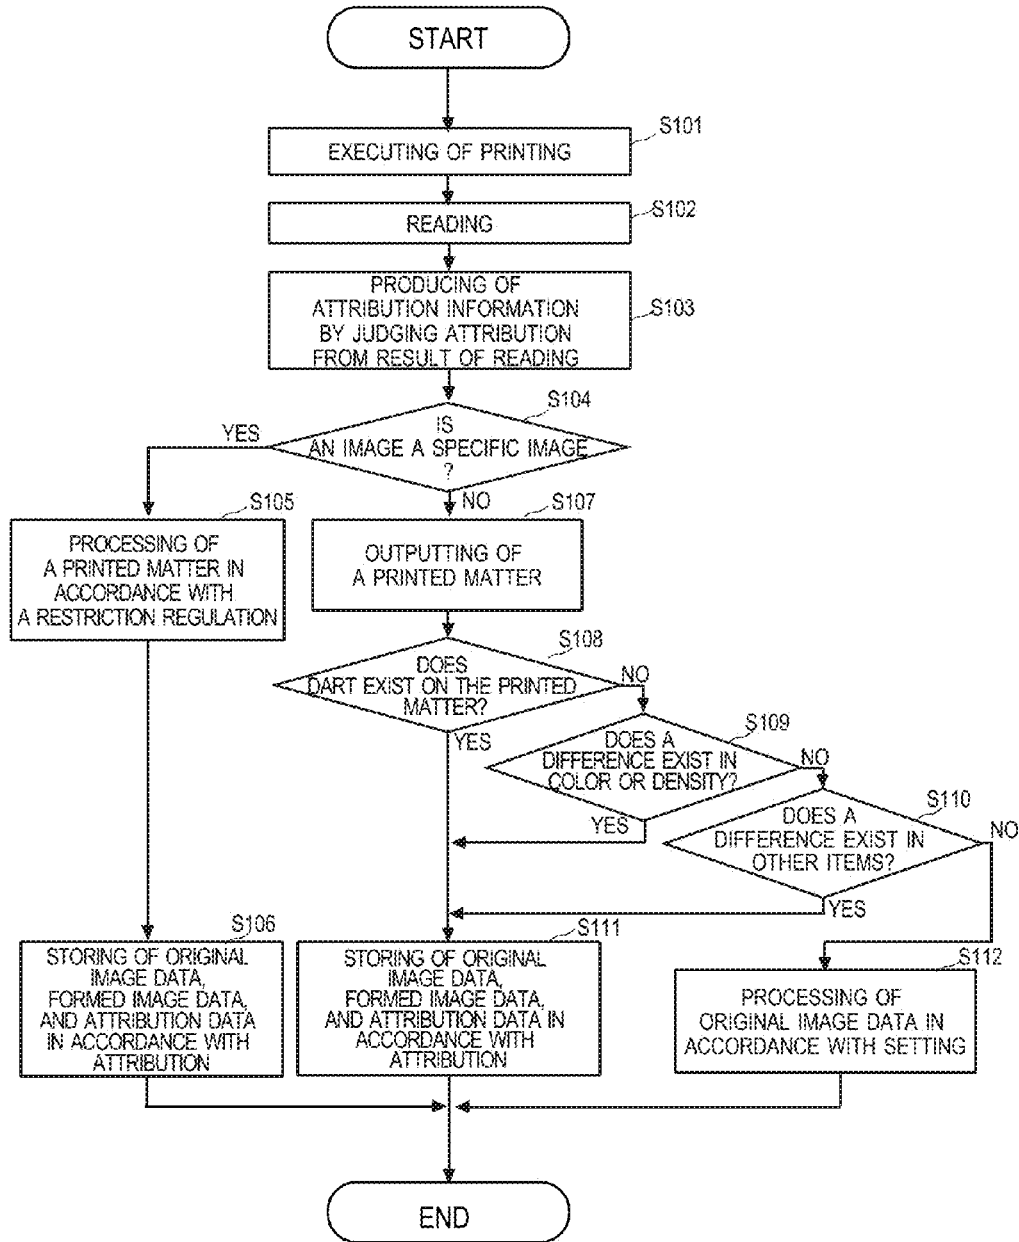 START
S101
EXECUTING OF PRINTING
S102
READING
PRODUCING OF
ATTRIBUTION INFORMATION
BY JUDGING ATTRIBUTION
FROM RESULT OF READING
S103
S104
IS
AN IMAGE A SPECIFIC IMAGE
?
YES
NO
S105
PROCESSING OF
A PRINTED MATTER IN
ACCORDANCE WITH
A RESTRICTION REGULATION
S107
OUTPUTTING OF
A PRINTED MATTER
S108
DOES
DART EXIST ON THE PRINTED
MATTER?
NO
YES
S109
DOES A
DIFFERENCE EXIST IN
COLOR OR DENSITY?
NO
YES
S110
DOES A
DIFFERENCE EXIST IN
OTHER ITEMS?
NO
YES
S106
STORING OF ORIGINAL
IMAGE DATA,
FORMED IMAGE DATA,
AND ATTRIBUTION DATA
IN ACCORDANCE WITH
ATTRIBUTION
S111
STORING OF ORIGINAL
IMAGE DATA,
FORMED IMAGE DATA,
AND ATTRIBUTION DATA IN
ACCORDANCE WITH
ATTRIBUTION
S112
PROCESSING OF
ORIGINAL IMAGE DATA IN
ACCORDANCE WITH SETTING
END